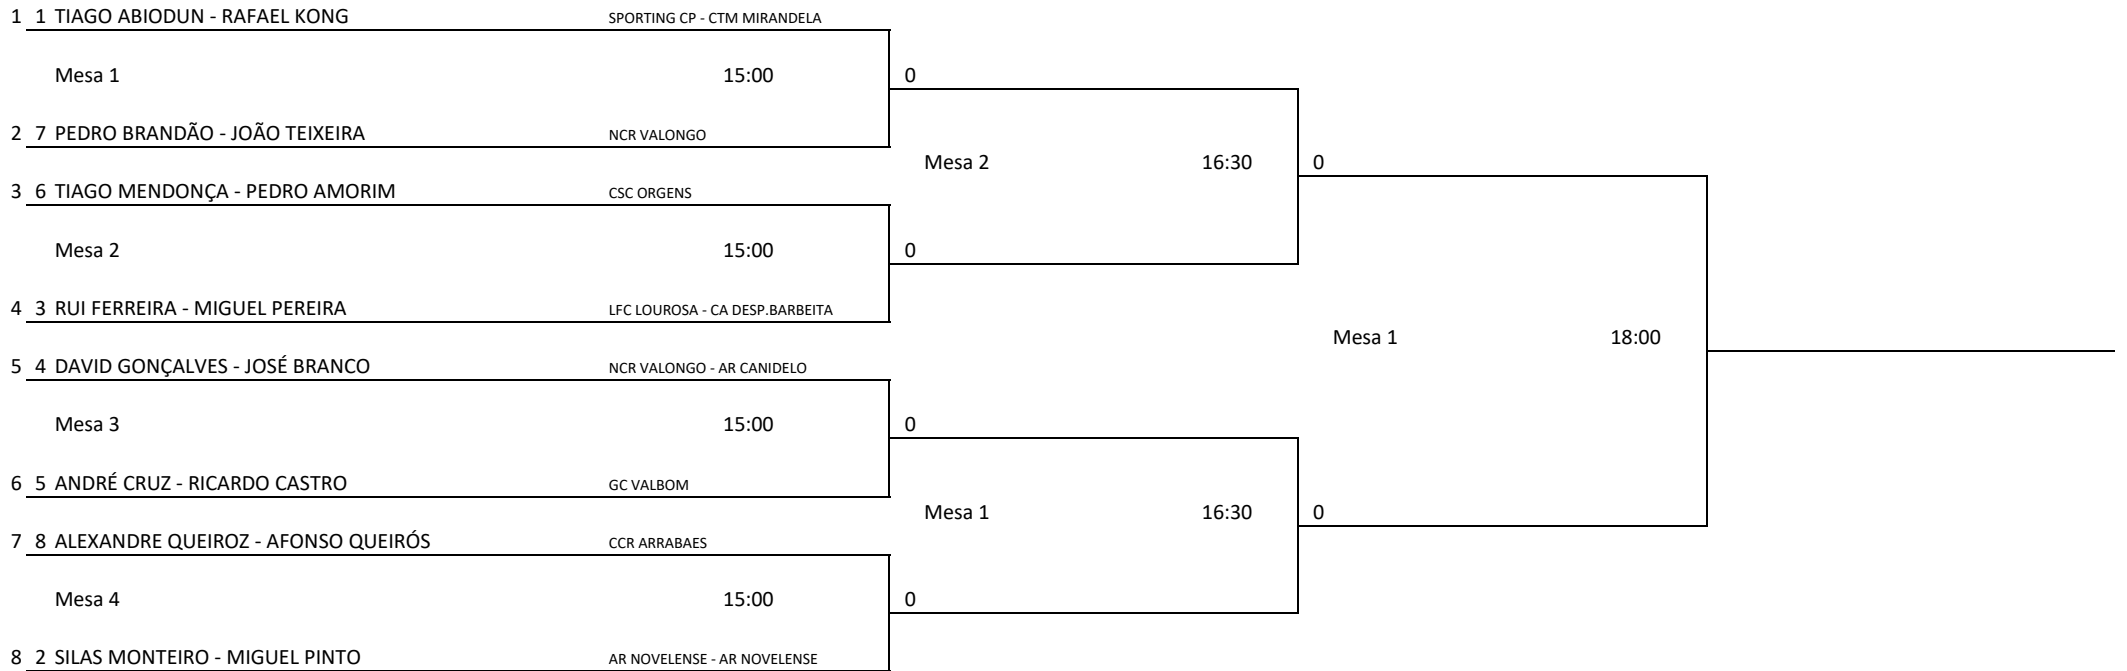 1 1 TIAGO ABIODUN - RAFAEL KONG SPORTING CP - CTM MIRANDELA
Mesa 1 15:00 0
2 7 PEDRO BRANDÃO - JOÃO TEIXEIRA NCR VALONGO
Mesa 2 16:30 0
3 6 TIAGO MENDONÇA - PEDRO AMORIM CSC ORGENS
Mesa 2 15:00 0
4 3 RUI FERREIRA - MIGUEL PEREIRA LFC LOUROSA - CA DESP.BARBEITA
Mesa 1 18:00
5 4 DAVID GONÇALVES - JOSÉ BRANCO NCR VALONGO - AR CANIDELO
Mesa 3 15:00 0
6 5 ANDRÉ CRUZ - RICARDO CASTRO GC VALBOM
Mesa 1 16:30 0
7 8 ALEXANDRE QUEIROZ - AFONSO QUEIRÓS CCR ARRABAES
Mesa 4 15:00 0
8 2 SILAS MONTEIRO - MIGUEL PINTO AR NOVELENSE - AR NOVELENSE